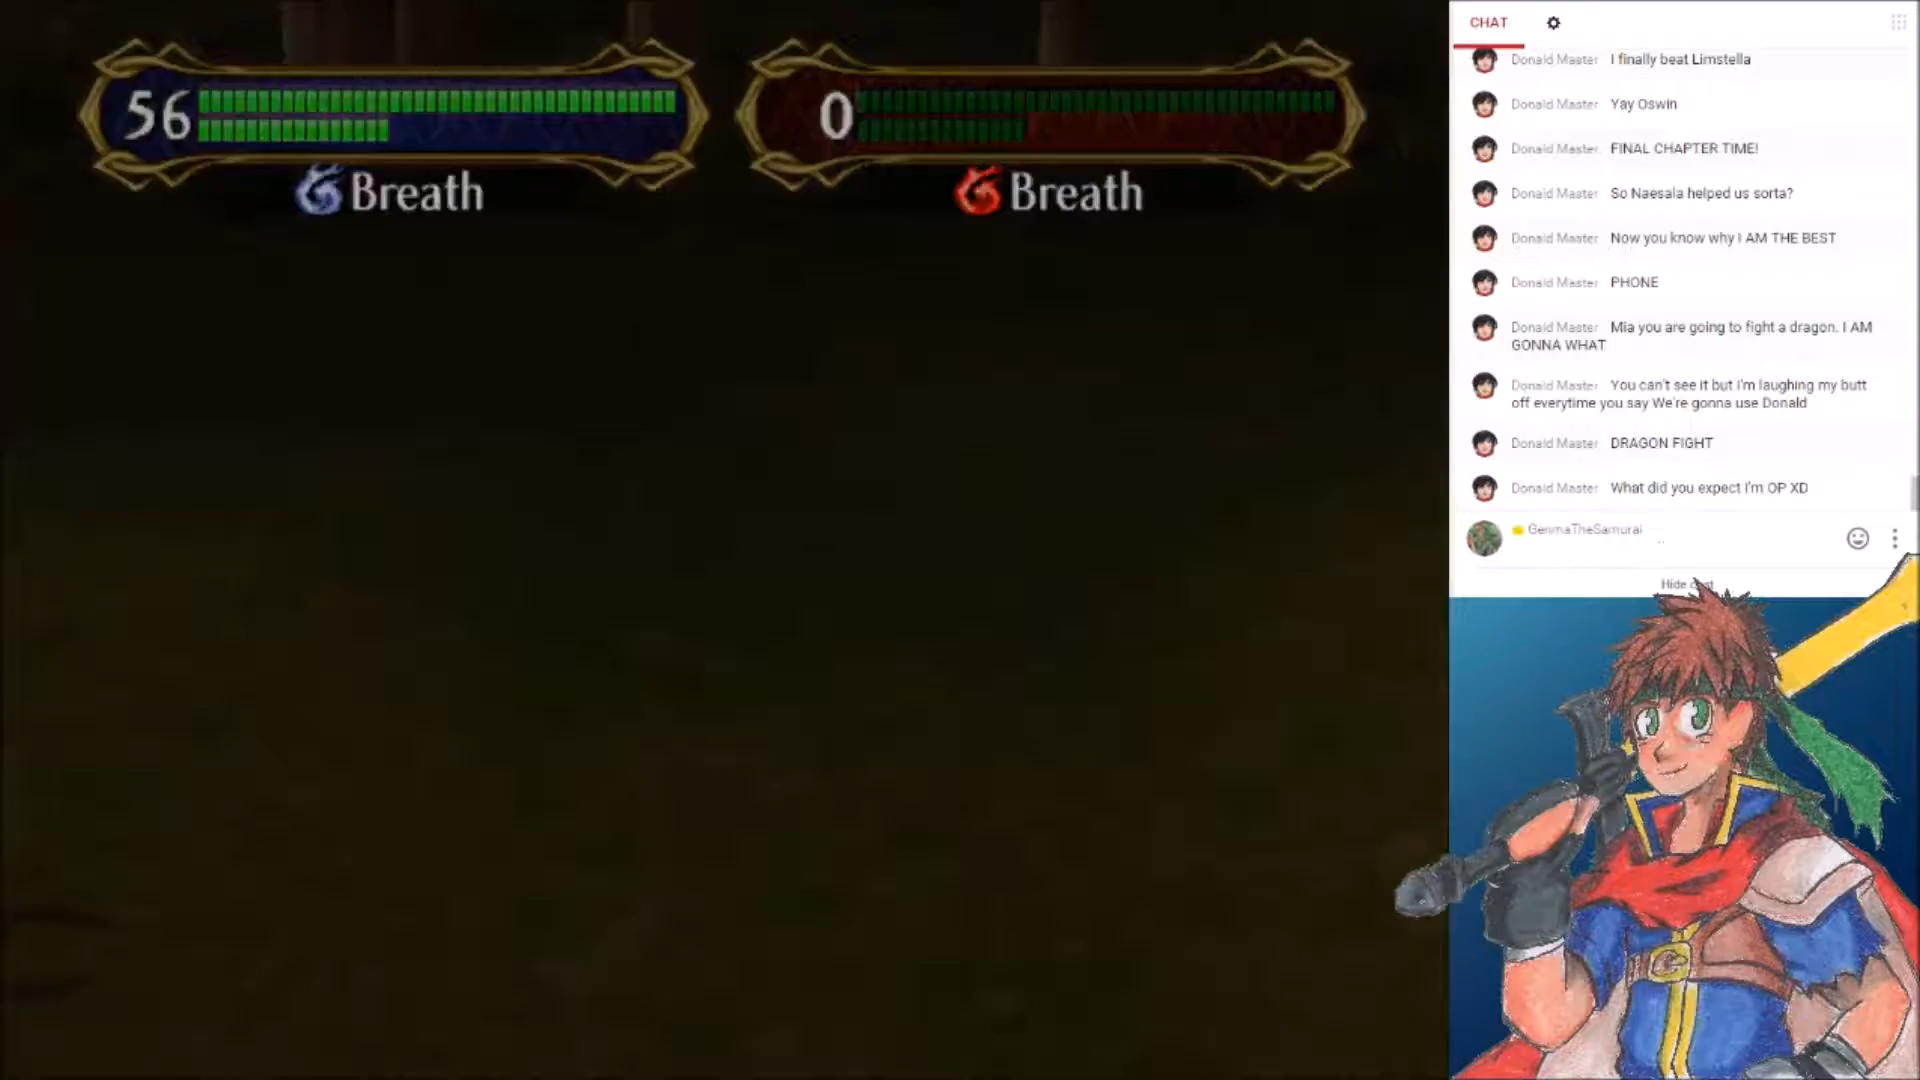 56
0
Breath
Breath
CHAT
Donald Master I finally beat Limstella
Donald Master Yay Oswin
Donald Master FINAL CHAPTER TIME!
Donald Master So Naesala helped us sorta?
Donald Master Now you know why I AM THE BEST
Donald Master PHONE
Donald Master Mia you are going to fight a dragon. I AM
GONNA WHAT
Donald Master You can't see it but I'm laughing my butt
off everytime you say We're gonna use Donald
Donald Master DRAGON FIGHT
Donald Master What did you expect I'm OP XD
GenmaTheSamurai
Hide chat